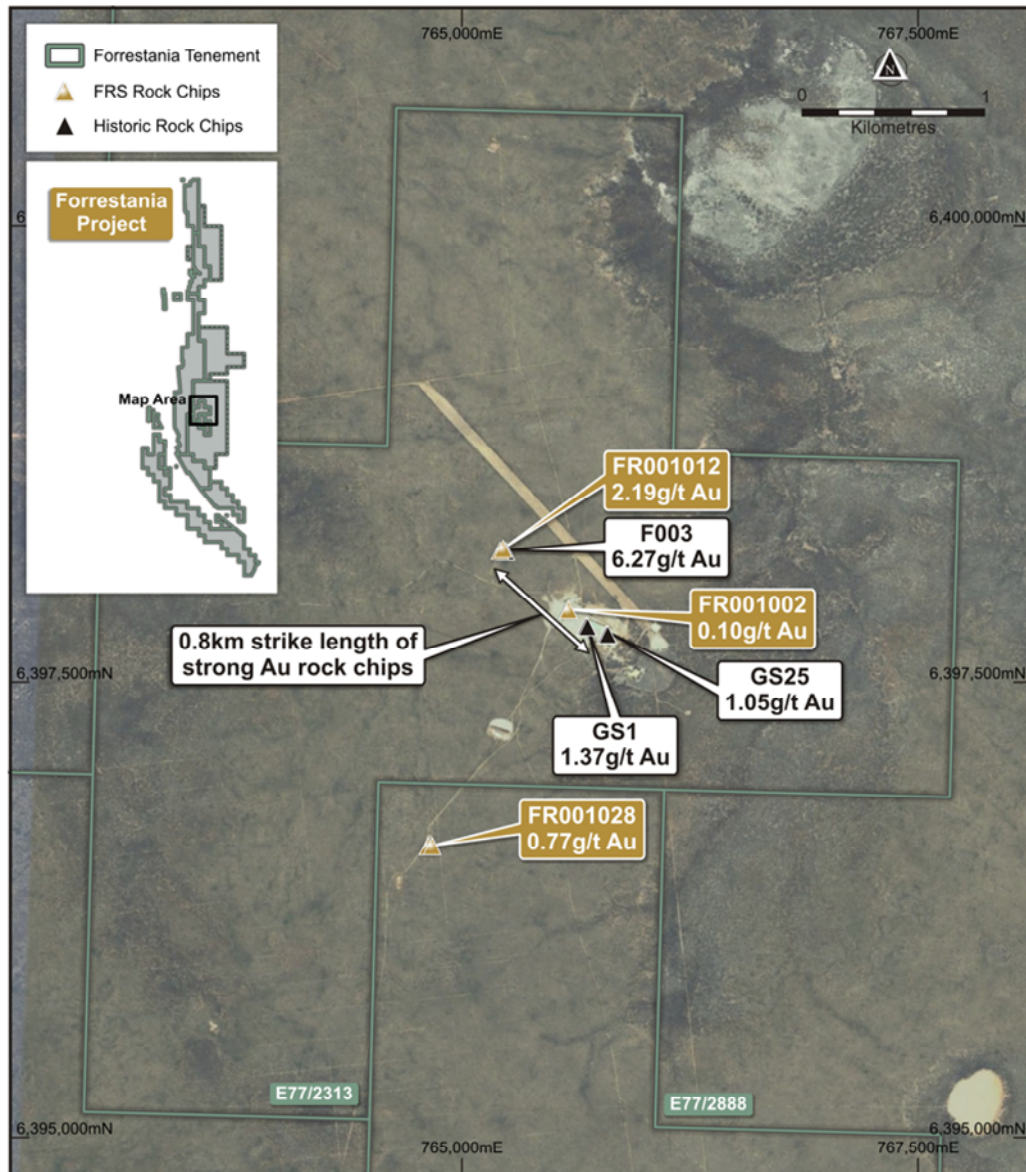 765,000mE
767,500mE
Forrestania Tenement
FRS Rock Chips
Historic Rock Chips
N
0
1
Kilometres
Forrestania
Project
Map Area
6
6,400,000mN
FR001012
2.19g/t Au
F003
6.27g/t Au
FR001002
0.10g/t Au
0.8km strike length of
strong Au rock chips
6,397,500mN
6,397,500mN
GS25
1.05g/t Au
GS1
1.37g/t Au
FR001028
0.77g/t Au
E77/2313
E77/2888
6,395,000mN
6,395,000mN
765,000mE
767,500mE